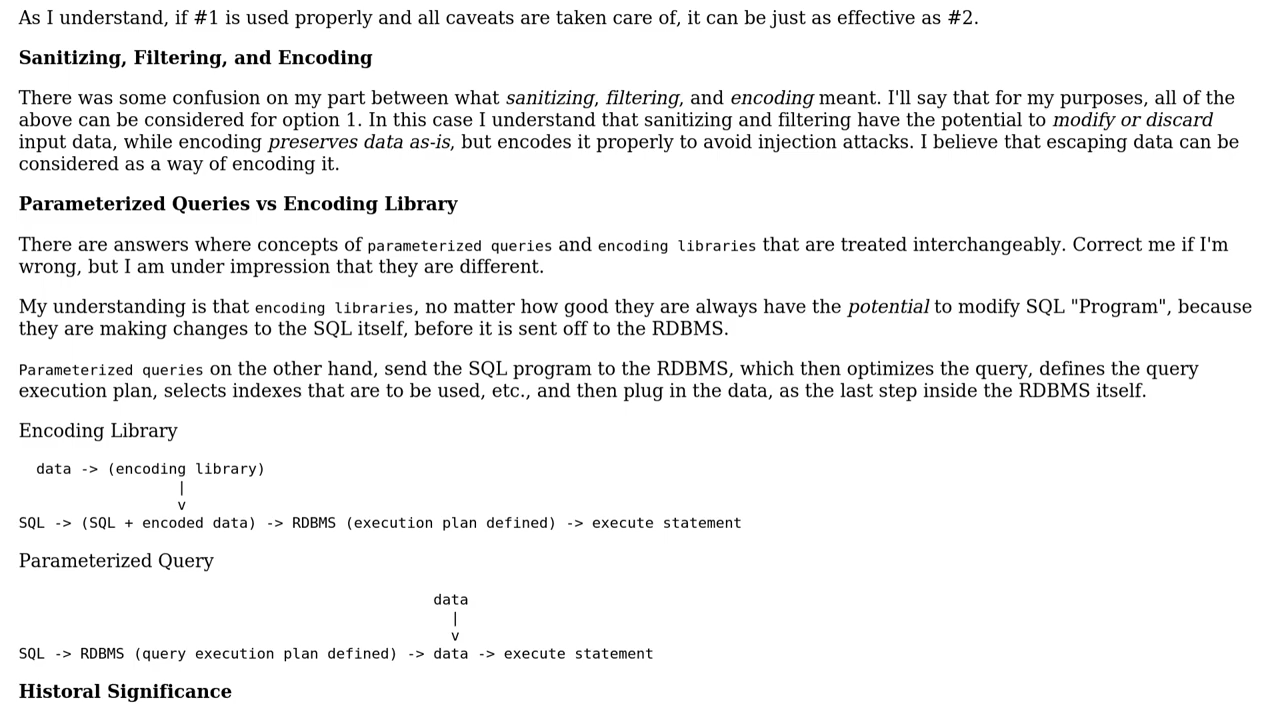 As I understand, if #1 is used properly and all caveats are taken care of, it can be just as effective as #2.
Sanitizing, Filtering, and Encoding
There was some confusion on my part between what sanitizing, filtering, and encoding meant. I'll say that for my purposes, all of the
above can be considered for option 1. In this case I understand that sanitizing and filtering have the potential to modify or discard
input data, while encoding preserves data as-is, but encodes it properly to avoid injection attacks. I believe that escaping data can be
considered as a way of encoding it.
Parameterized Queries vs Encoding Library
There are answers where concepts of parameterized queries and encoding libraries that are treated interchangeably. Correct me if I'm
wrong, but I am under impression that they are different.
My understanding is that encoding libraries, no matter how good they are always have the potential to modify SQL "Program", because
they are making changes to the SQL itself, before it is sent off to the RDBMS.
Parameterized queries on the other hand, send the SQL program to the RDBMS, which then optimizes the query, defines the query
execution plan, selects indexes that are to be used, etc., and then plug in the data, as the last step inside the RDBMS itself.
Encoding Library
data -> (encoding library)
|
v
SQL -> (SQL + encoded data) -> RDBMS (execution plan defined) -> execute statement
Parameterized Query
data
|
v
SQL -> RDBMS (query execution plan defined) -> data -> execute statement
Historal Significance